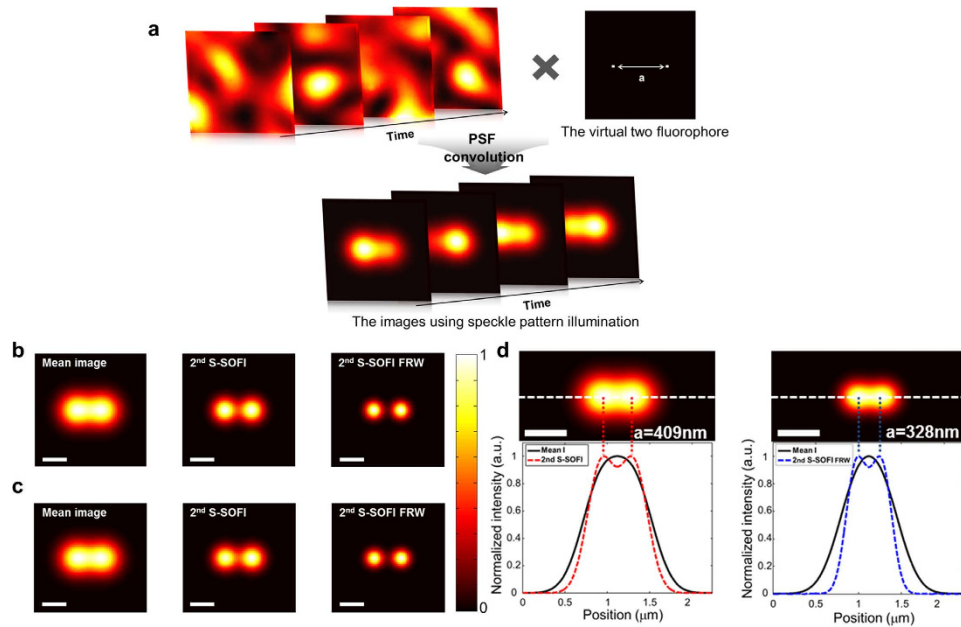 a
Time
a
The virtual two fluorophore
PSF
convolution
Time
The images using speckle pattern illumination
b
Mean image
2nd S-SOFI
2nd S-SOFI FRW
1
0
c
Mean image
2nd S-SOFI
2nd S-SOFI FRW
d
a=409nm
Normalized intensity (a.u.)
1
0.8
0.6
0.4
0.2
0
Mean I
2nd S-SOFI
0
0.5
1
1.5
2
Position (μm)
a=328nm
Normalized intensity (a.u.)
1
0.8
0.6
0.4
0.2
0
Mean I
2nd S-SOFI FRW
0
0.5
1
1.5
2
Position (μm)